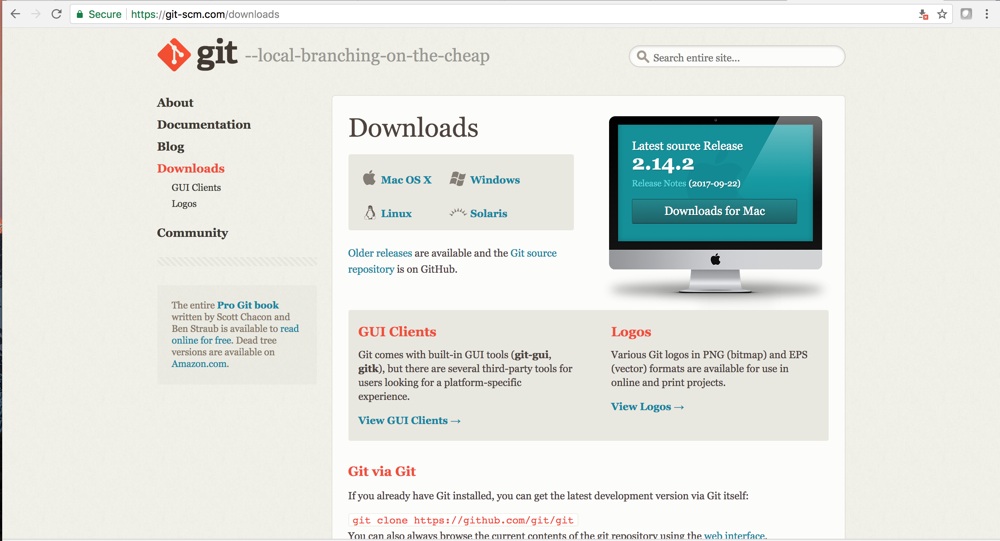 Secure https://git-scm.com/downloads
git --local-branching-on-the-cheap
Search entire site...
About
Documentation
Blog
Downloads
GUI Clients
Logos
Community
The entire Pro Git book
written by Scott Chacon and
Ben Straub is available to read
online for free. Dead tree
versions are available on
Amazon.com.
Downloads
Mac OS X Windows
Linux Solaris
Older releases are available and the Git source
repository is on GitHub.
Latest source Release
2.14.2
Release Notes (2017-09-22)
Downloads for Mac
GUI Clients
Git comes with built-in GUI tools (git-gui,
gitk), but there are several third-party tools for
users looking for a platform-specific
experience.
View GUI Clients →
Logos
Various Git logos in PNG (bitmap) and EPS
(vector) formats are available for use in
online and print projects.
View Logos →
Git via Git
If you already have Git installed, you can get the latest development version via Git itself:
git clone https://github.com/git/git
You can also always browse the current contents of the git repository using the web interface.